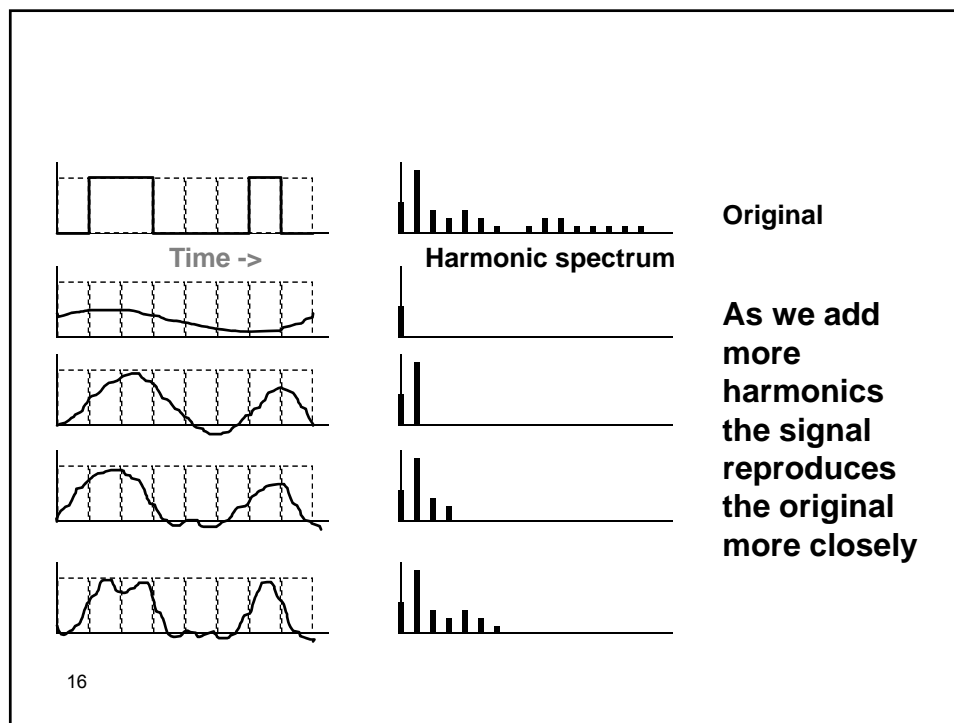 Original
Time ->
Harmonic spectrum
As we add
more
harmonics
the signal
reproduces
the original
more closely
16